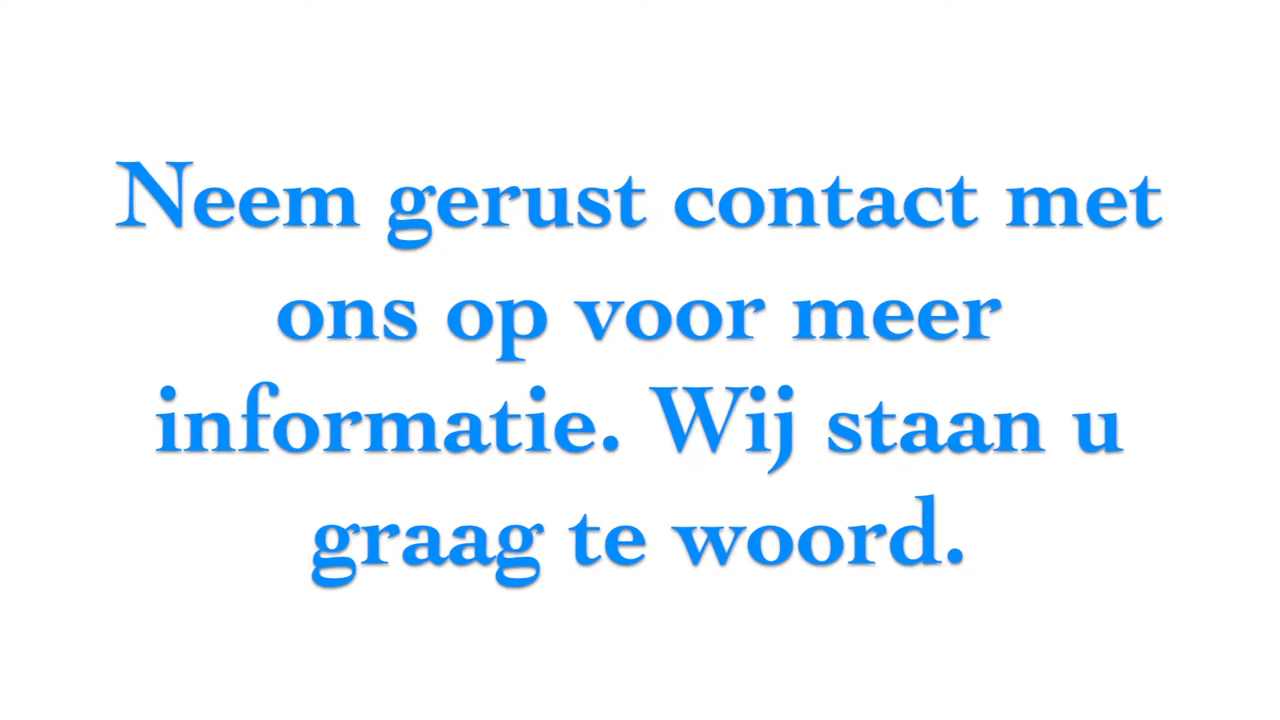 Neem gerust contact met
ons op voor meer
informatie. Wij staan u
graag te woord.